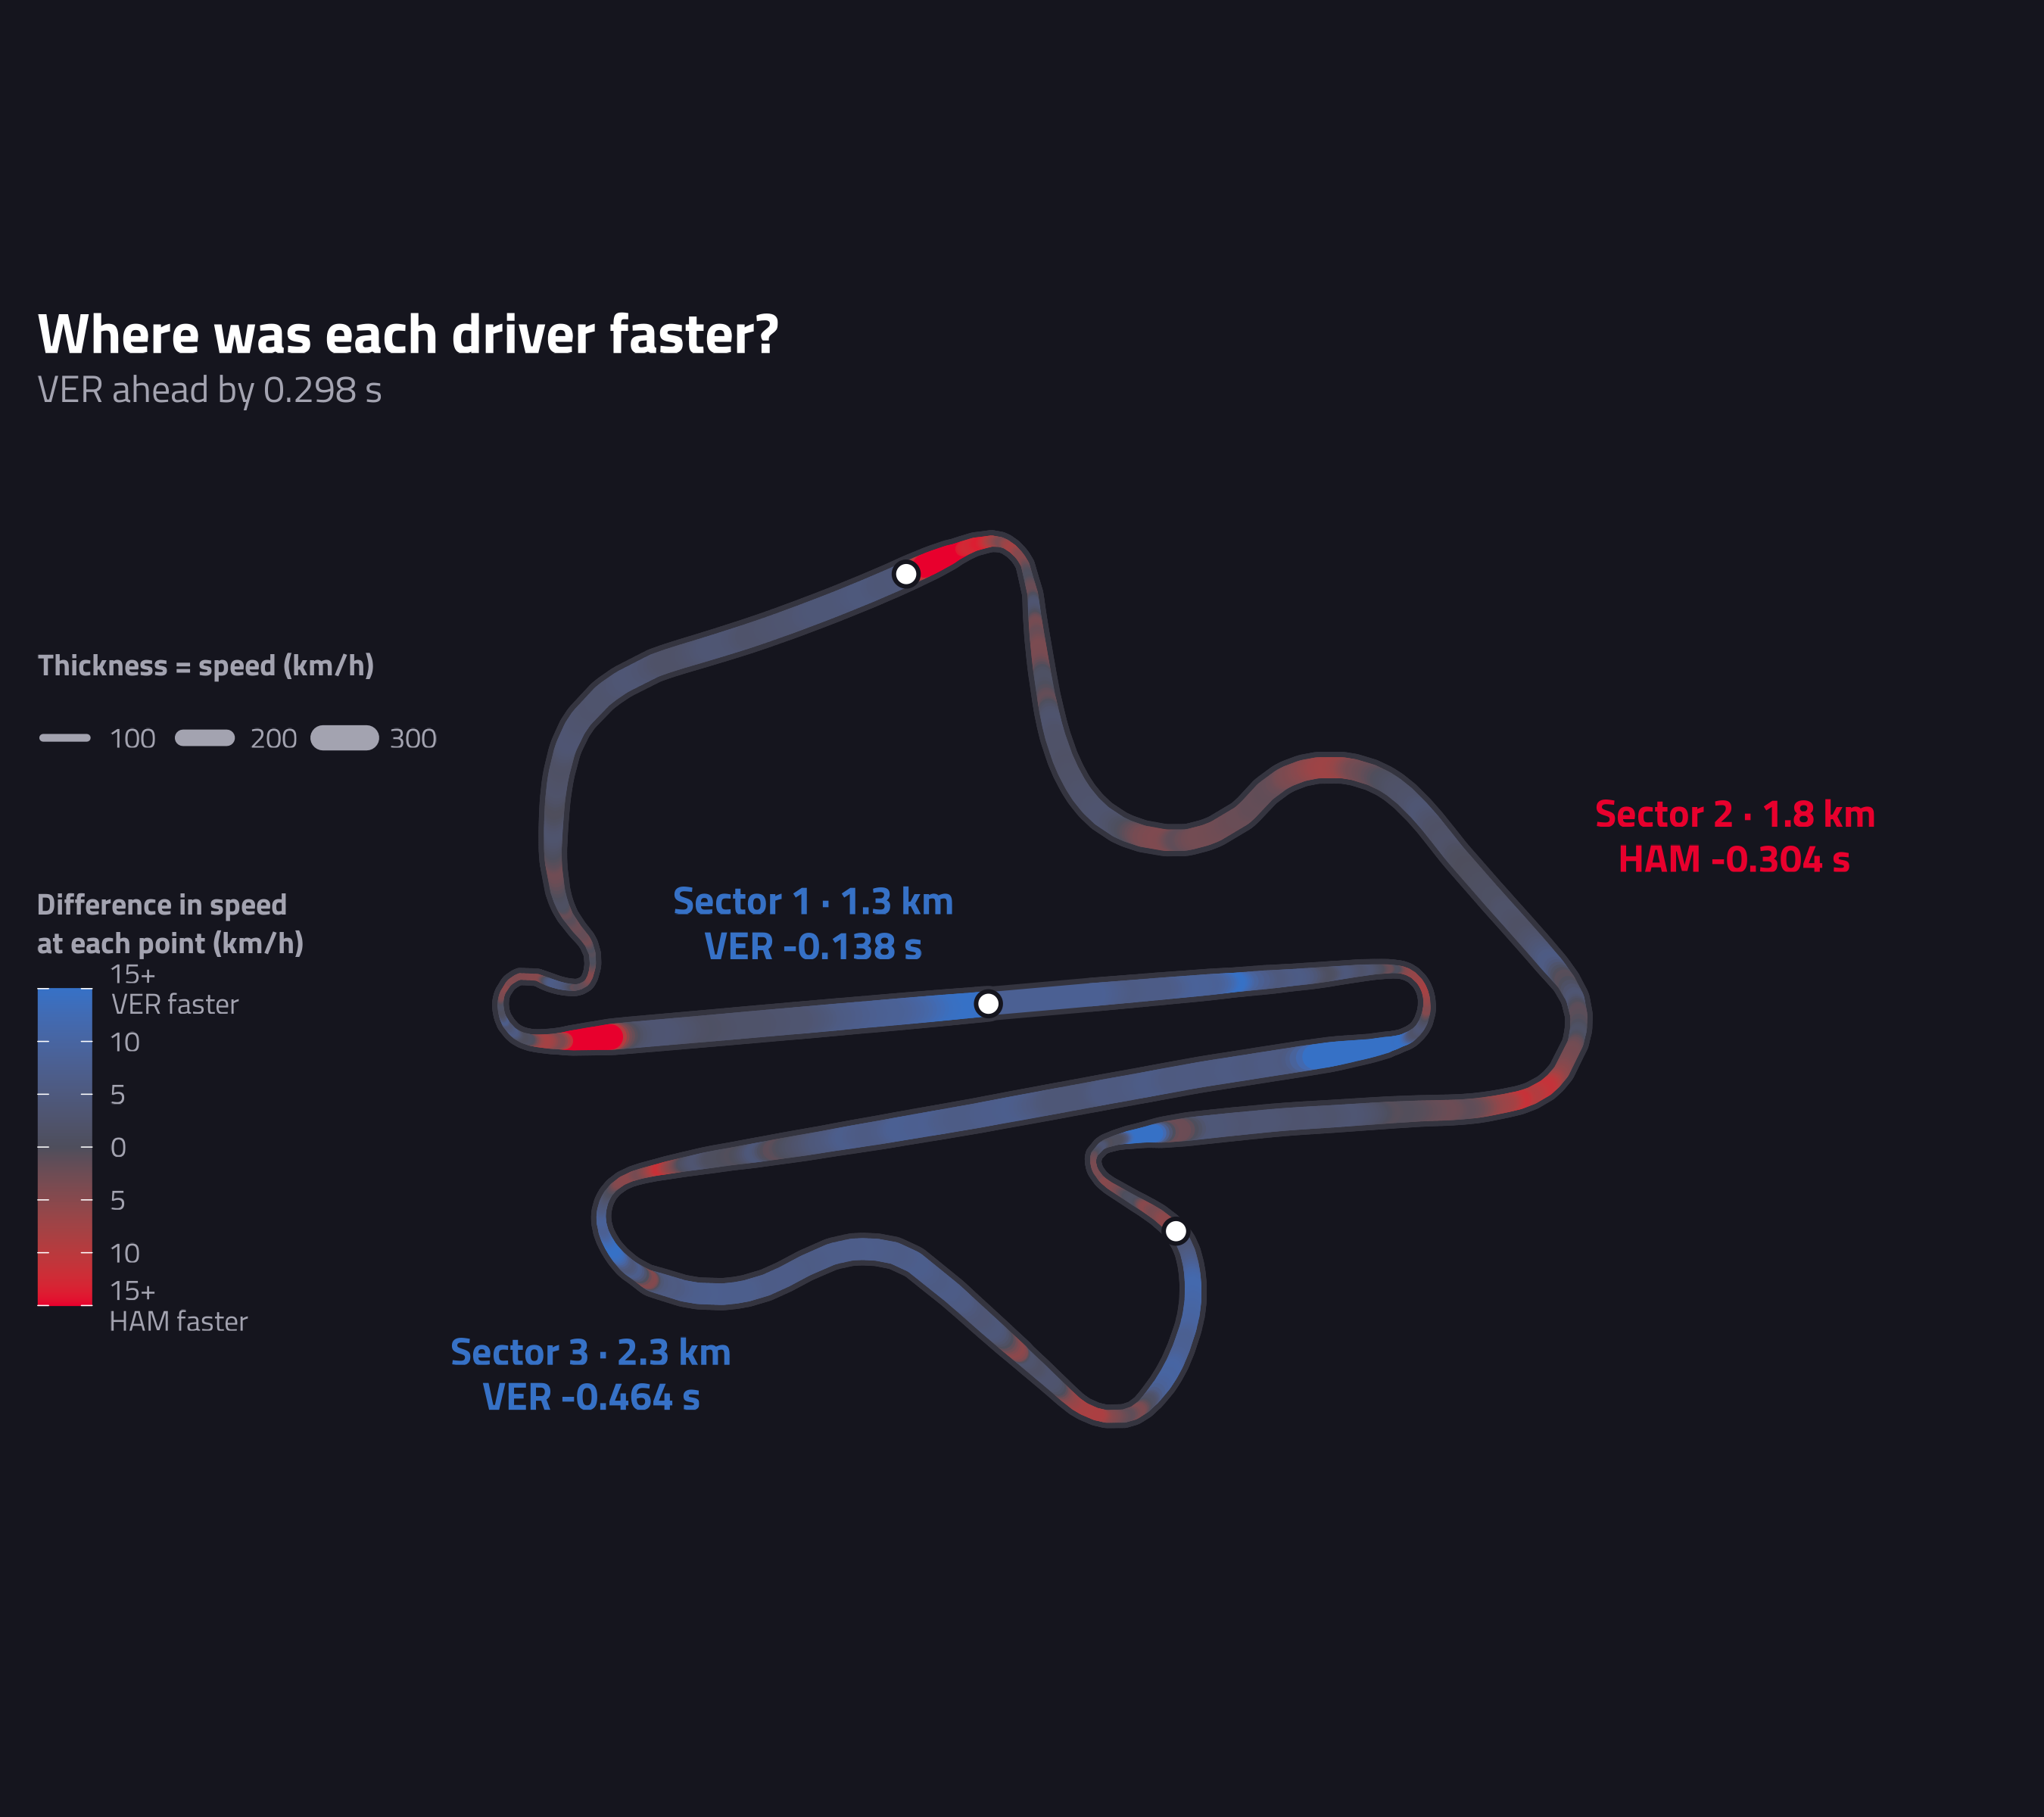 Where was each driver faster?
VER ahead by 0.298 s
Thickness = speed (km/h)
100 200 300
Difference in speed
at each point (km/h)
15+
VER faster
10
5
0
5
10
15+
HAM faster
Sector 1 · 1.3 km
VER -0.138 s
Sector 2 · 1.8 km
HAM -0.304 s
Sector 3 · 2.3 km
VER -0.464 s